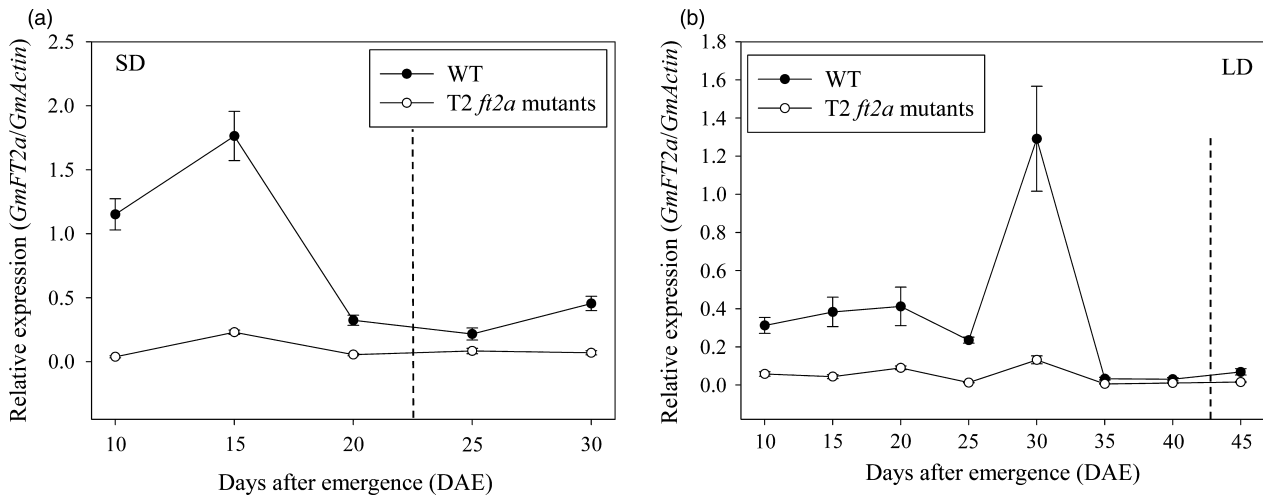 (a)
SD
WT
T2 ft2a mutants
Relative expression (GmFT2a/GmActin)
2.5
2.0
1.5
1.0
0.5
0.0
10 15 20 25 30
Days after emergence (DAE)
(b)
LD
WT
T2 ft2a mutants
Relative expression (GmFT2a/GmActin)
1.8
1.6
1.4
1.2
1.0
0.8
0.6
0.4
0.2
0.0
10 15 20 25 30 35 40 45
Days after emergence (DAE)